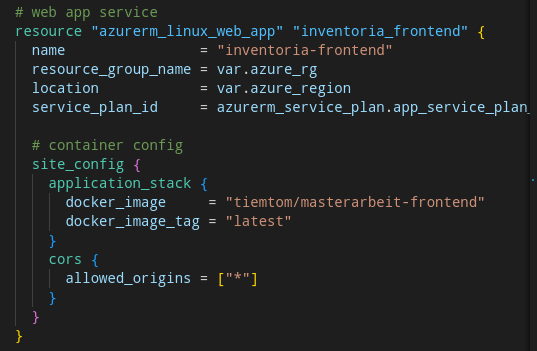 # web app service
resource "azurerm_linux_web_app" "inventoria_frontend" {
  name                = "inventoria-frontend"
  resource_group_name = var.azure_rg
  location            = var.azure_region
  service_plan_id     = azurerm_service_plan.app_service_plan_

  # container config
  site_config {
    application_stack {
      docker_image     = "tiemtom/masterarbeit-frontend"
      docker_image_tag = "latest"
    }
    cors {
      allowed_origins = ["*"]
    }
  }
}